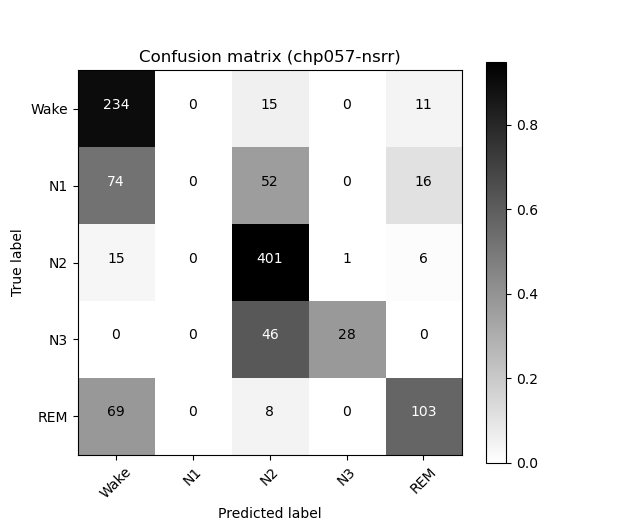 Confusion matrix (chp057-nsrr)
Wake 234 0 15 0 11
N1 74 0 52 0 16
N2 15 0 401 1 6
N3 0 0 46 28 0
REM 69 0 8 0 103
Wake N1 N2 N3 REM
Predicted label
True label
0.8
0.6
0.4
0.2
0.0